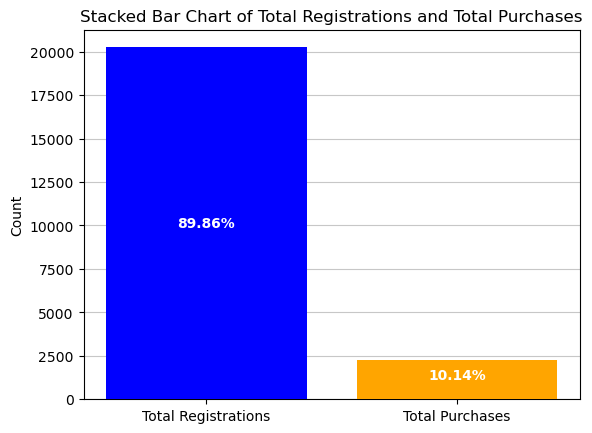 Stacked Bar Chart of Total Registrations and Total Purchases
20000
17500
15000
12500
10000
7500
5000
2500
0
Count
89.86%
10.14%
Total Registrations
Total Purchases